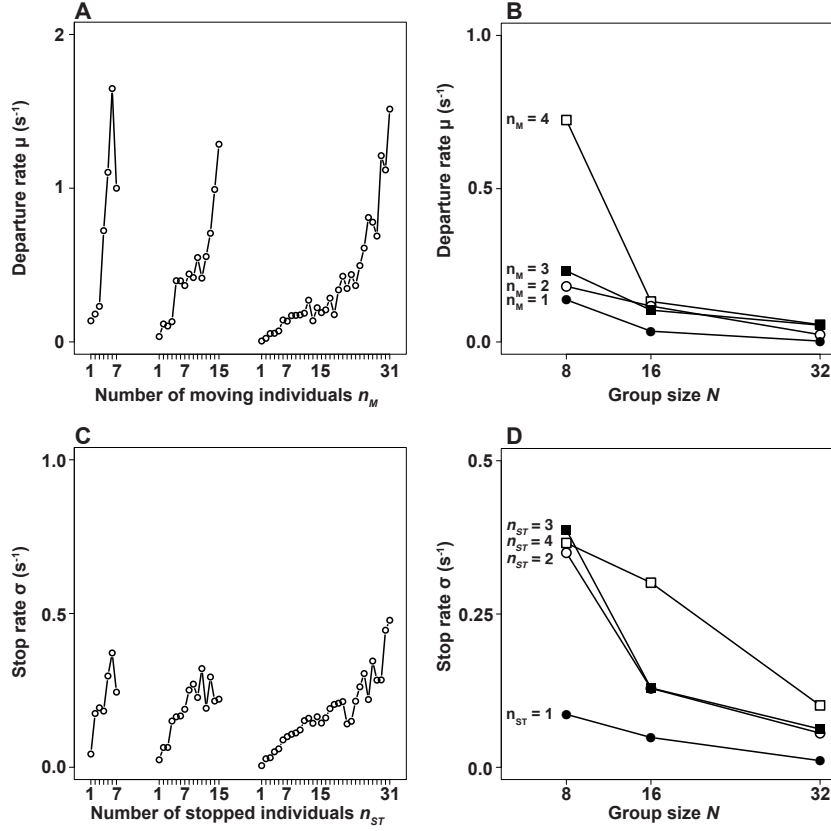 A
2
1
0
Departure rate μ (s⁻¹)
1 7 1 15 1 15 31
Number of moving individuals n_M
B
1.0
0.5
0.0
Departure rate μ (s⁻¹)
n_M = 4
n_M = 3
n_M = 2
n_M = 1
8 16 32
Group size N
C
1.0
0.5
0.0
Stop rate σ (s⁻¹)
1 7 1 15 1 15 31
Number of stopped individuals n_ST
D
0.5
0.25
0.0
Stop rate σ (s⁻¹)
n_ST = 3
n_ST = 4
n_ST = 2
n_ST = 1
8 16 32
Group size N